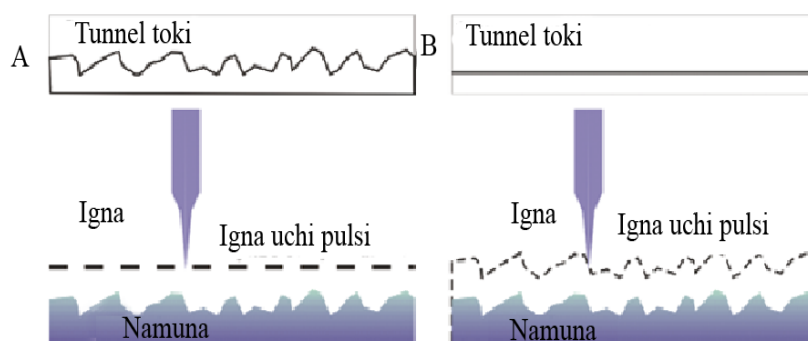 A
Tunnel toki
B
Tunnel toki
Igna
Igna uchi pulsi
Igna
Igna uchi pulsi
Namuna
Namuna